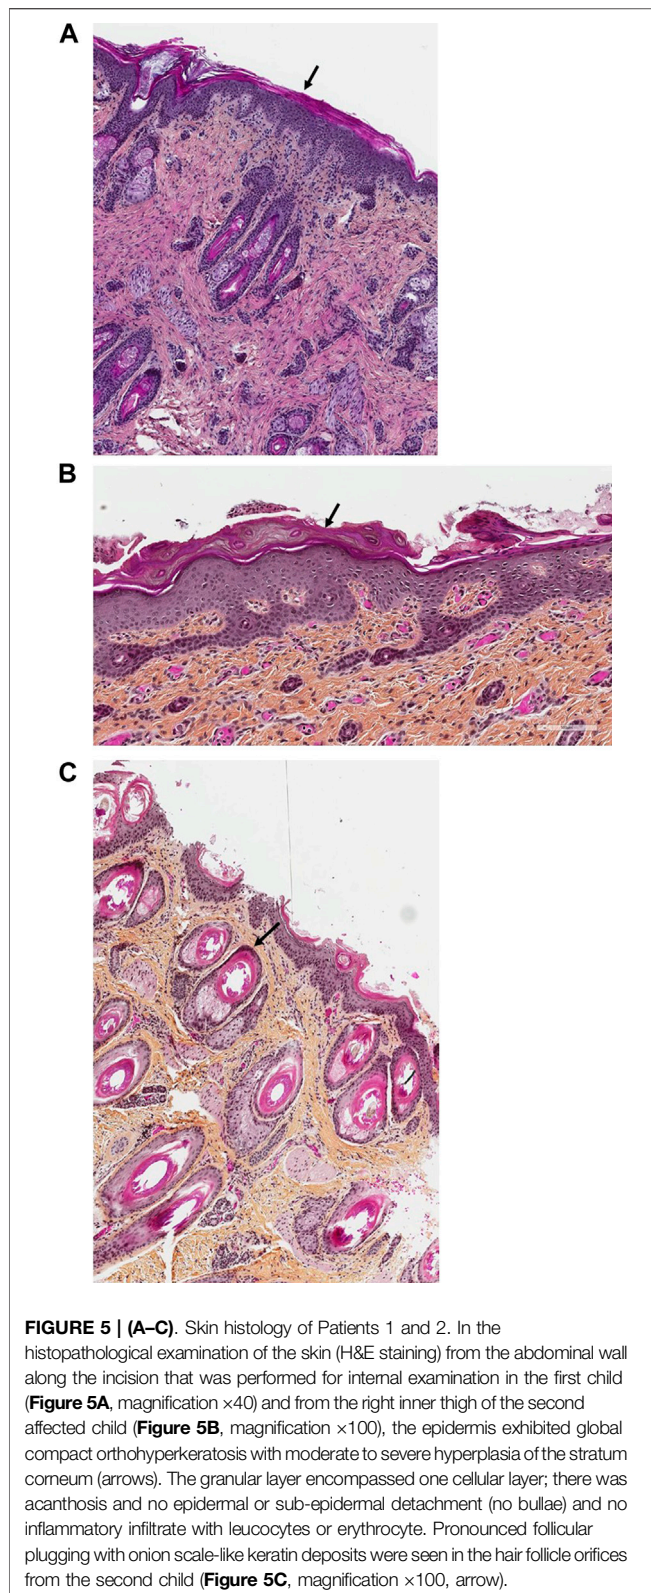 A
B
C
FIGURE 5 | (A–C). Skin histology of Patients 1 and 2. In the
histopathological examination of the skin (H&E staining) from the abdominal wall
along the incision that was performed for internal examination in the first child
(Figure 5A, magnification ×40) and from the right inner thigh of the second
affected child (Figure 5B, magnification ×100), the epidermis exhibited global
compact orthohyperkeratosis with moderate to severe hyperplasia of the stratum
corneum (arrows). The granular layer encompassed one cellular layer; there was
acanthosis and no epidermal or sub-epidermal detachment (no bullae) and no
inflammatory infiltrate with leucocytes or erythrocyte. Pronounced follicular
plugging with onion scale-like keratin deposits were seen in the hair follicle orifices
from the second child (Figure 5C, magnification ×100, arrow).